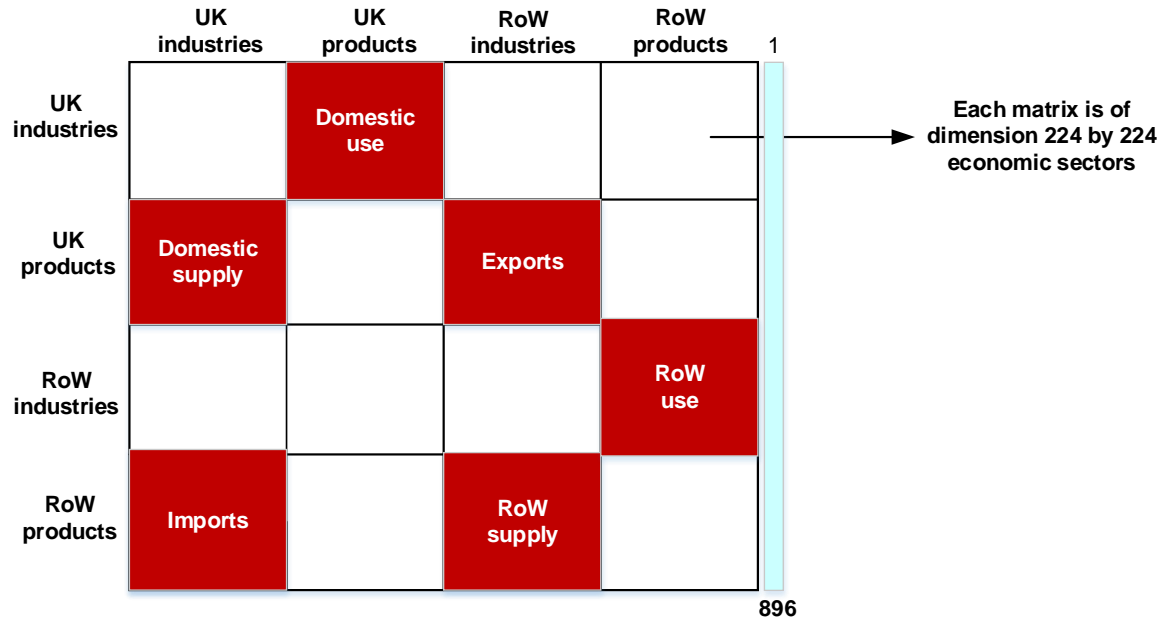 UK
industries
UK
products
RoW
industries
RoW
products
1
UK
industries
Domestic
use
Each matrix is of
dimension 224 by 224
economic sectors
UK
products
Domestic
supply
Exports
RoW
industries
RoW
use
RoW
products
Imports
RoW
supply
896